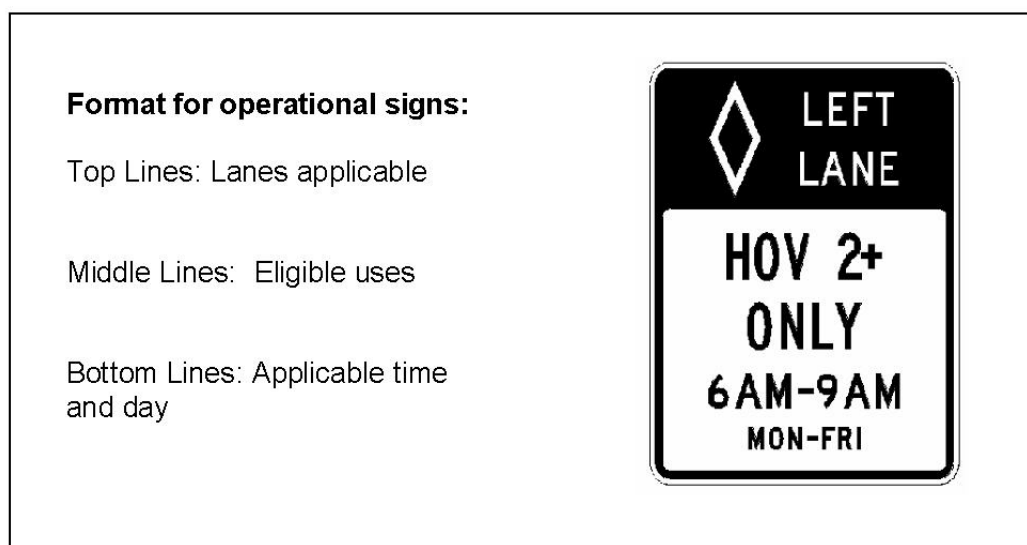 Format for operational signs:
Top Lines: Lanes applicable
Middle Lines:  Eligible uses
Bottom Lines: Applicable time
and day
LEFT
LANE
HOV 2+
ONLY
6AM-9AM
MON-FRI